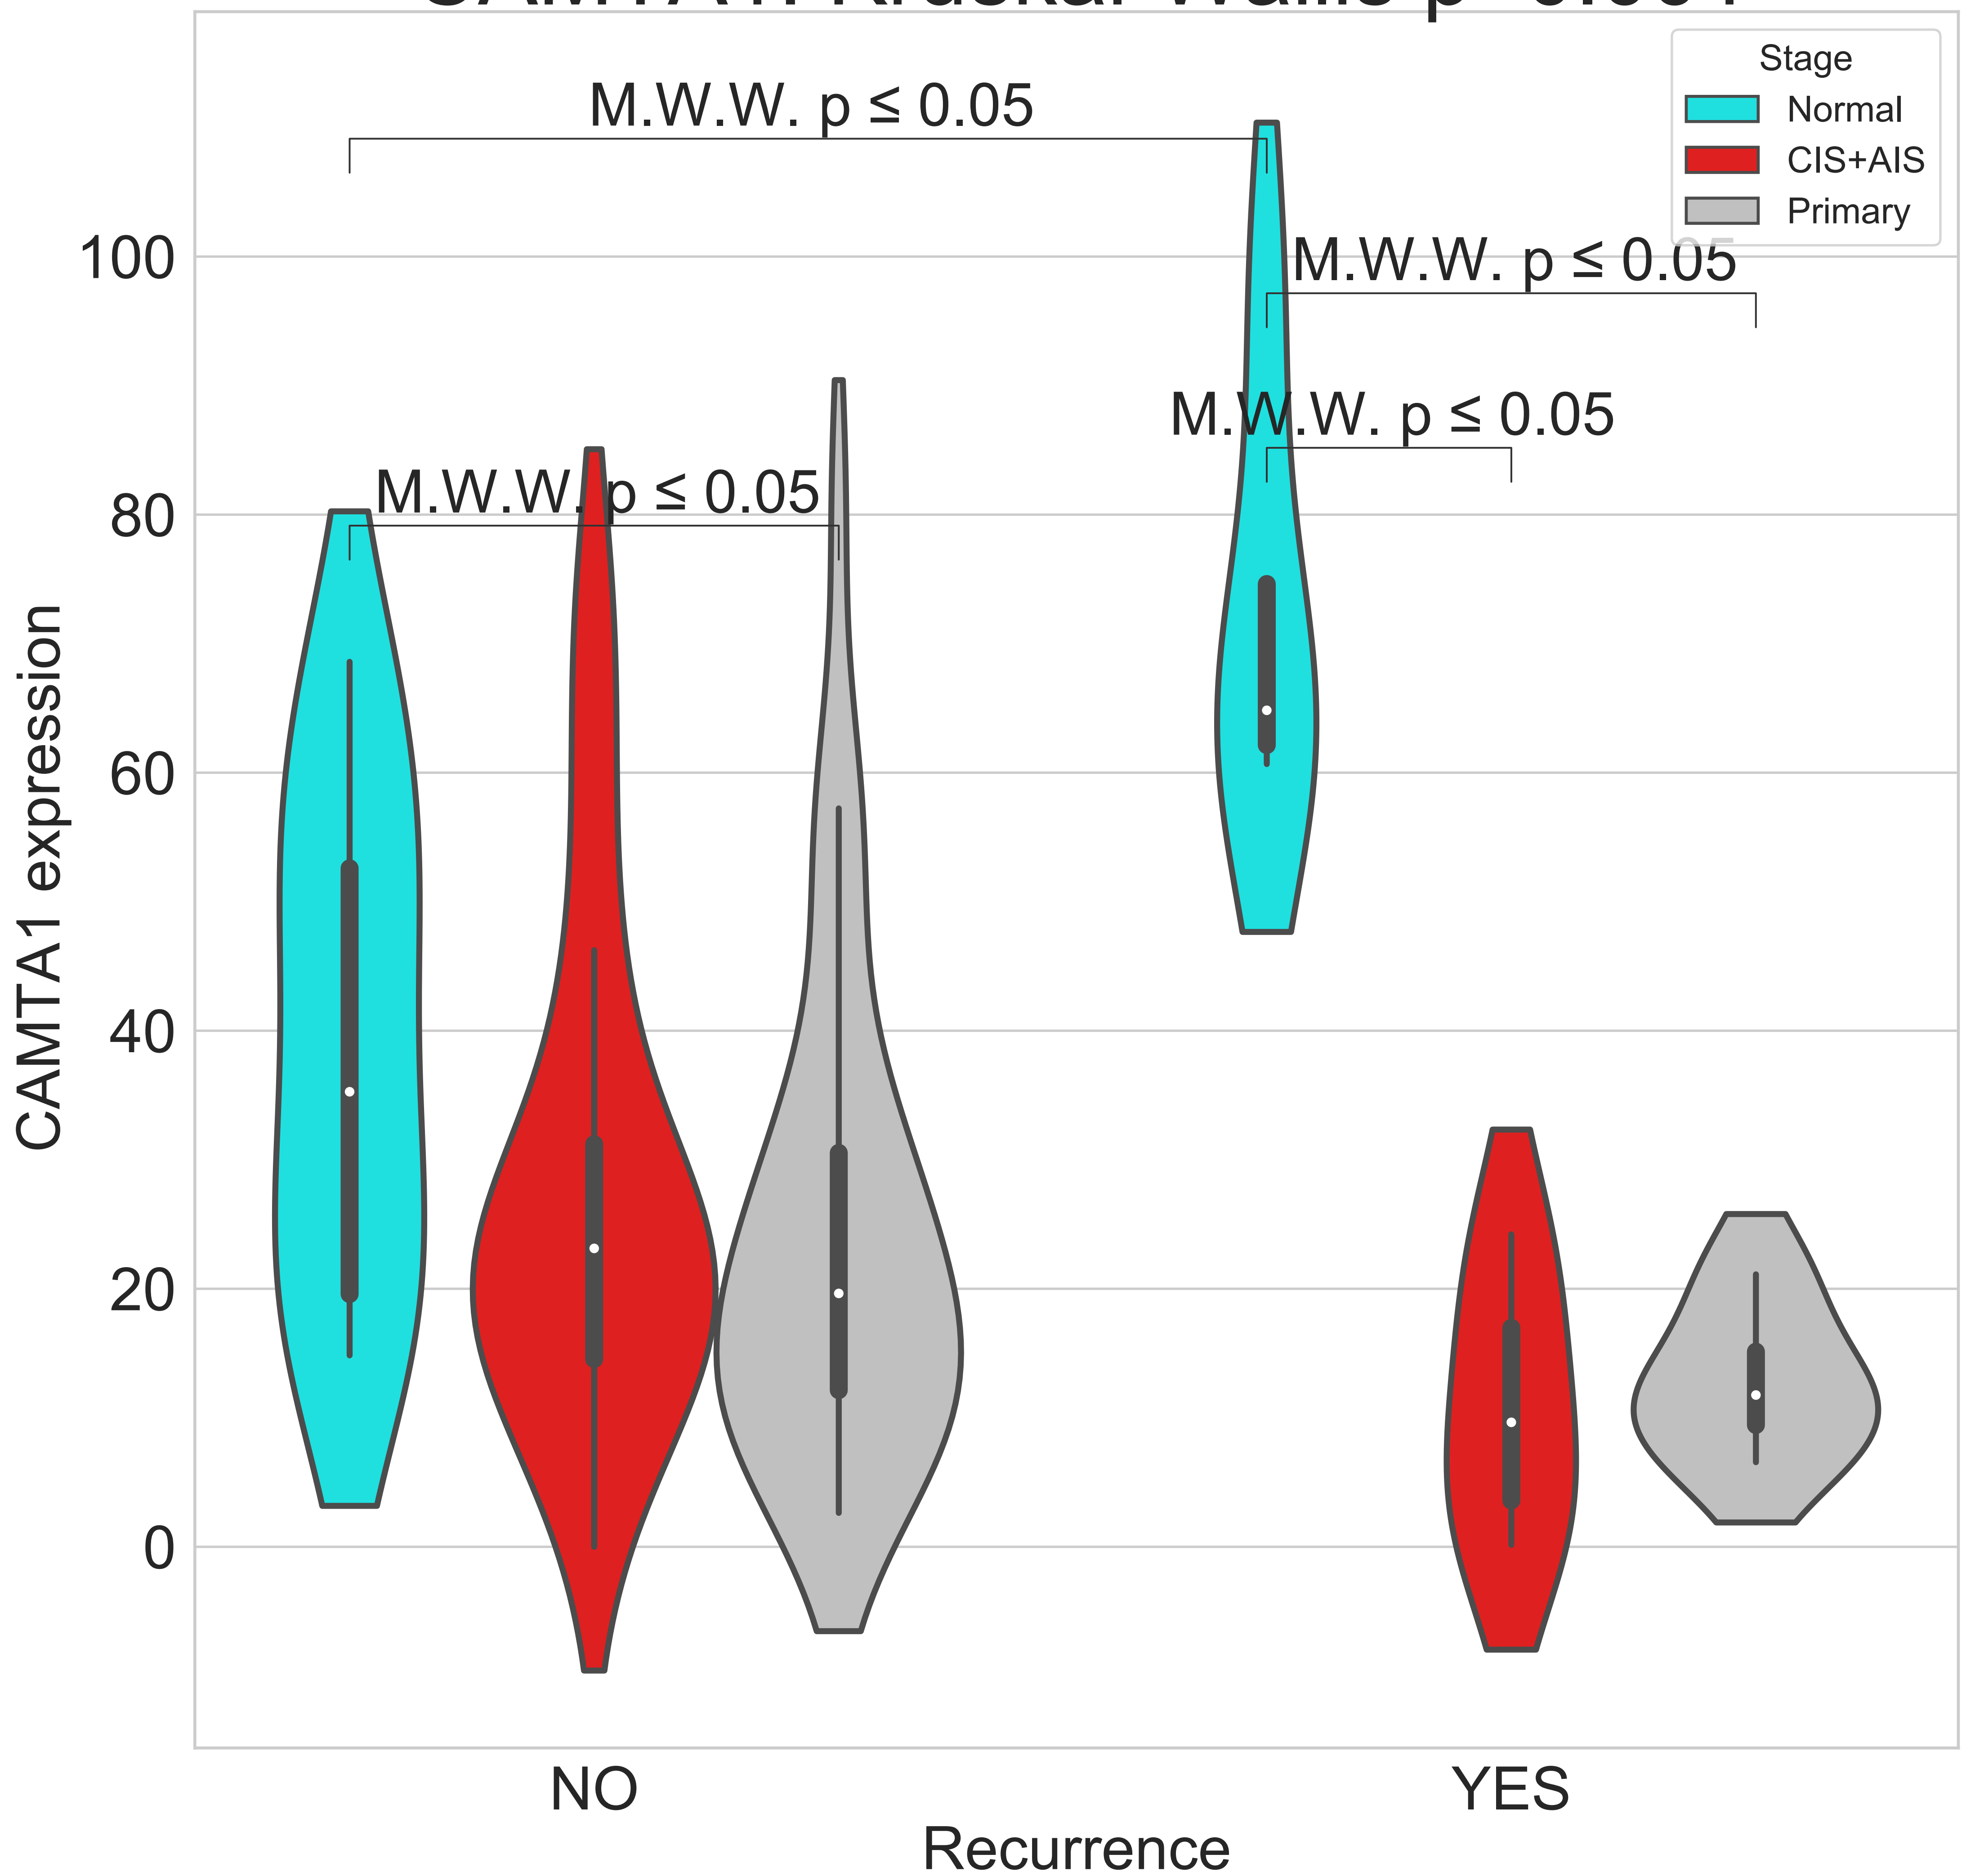 Stage
Normal
CIS+AIS
Primary
M.W.W. p ≤ 0.05
M.W.W. p ≤ 0.05
M.W.W. p ≤ 0.05
M.W.W. p ≤ 0.05
100
80
60
40
20
0
CAMTA1 expression
NO
YES
Recurrence